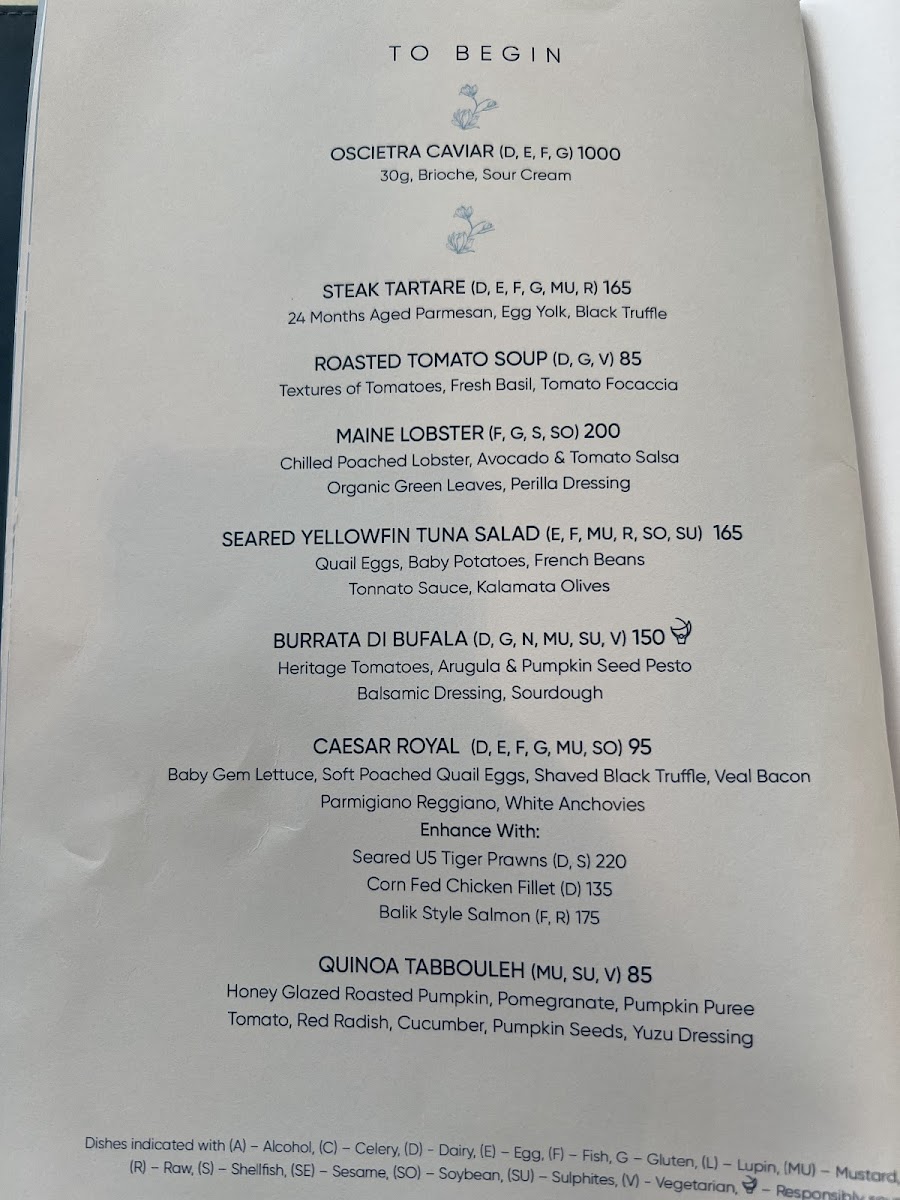 TO BEGIN
OSCIETRA CAVIAR (D, E, F, G) 1000
30g, Brioche, Sour Cream
STEAK TARTARE (D, E, F, G, MU, R) 165
24 Months Aged Parmesan, Egg Yolk, Black Truffle
ROASTED TOMATO SOUP (D, G, V) 85
Textures of Tomatoes, Fresh Basil, Tomato Focaccia
MAINE LOBSTER (F, G, S, SO) 200
Chilled Poached Lobster, Avocado & Tomato Salsa
Organic Green Leaves, Perilla Dressing
SEARED YELLOWFIN TUNA SALAD (E, F, MU, R, SO, SU) 165
Quail Eggs, Baby Potatoes, French Beans
Tonnato Sauce, Kalamata Olives
BURRATA DI BUFALA (D, G, N, MU, SU, V) 150
Heritage Tomatoes, Arugula & Pumpkin Seed Pesto
Balsamic Dressing, Sourdough
CAESAR ROYAL (D, E, F, G, MU, SO) 95
Baby Gem Lettuce, Soft Poached Quail Eggs, Shaved Black Truffle, Veal Bacon
Parmigiano Reggiano, White Anchovies
Enhance With:
Seared U5 Tiger Prawns (D, S) 220
Corn Fed Chicken Fillet (D) 135
Balik Style Salmon (F, R) 175
QUINOA TABBOULEH (MU, SU, V) 85
Honey Glazed Roasted Pumpkin, Pomegranate, Pumpkin Puree
Tomato, Red Radish, Cucumber, Pumpkin Seeds, Yuzu Dressing
Dishes indicated with (A) – Alcohol, (C) – Celery, (D) - Dairy, (E) – Egg, (F) – Fish, G – Gluten, (L) – Lupin, (MU) – Mustard,
(R) – Raw, (S) – Shellfish, (SE) – Sesame, (SO) – Soybean, (SU) – Sulphites, (V) - Vegetarian, – Responsibly